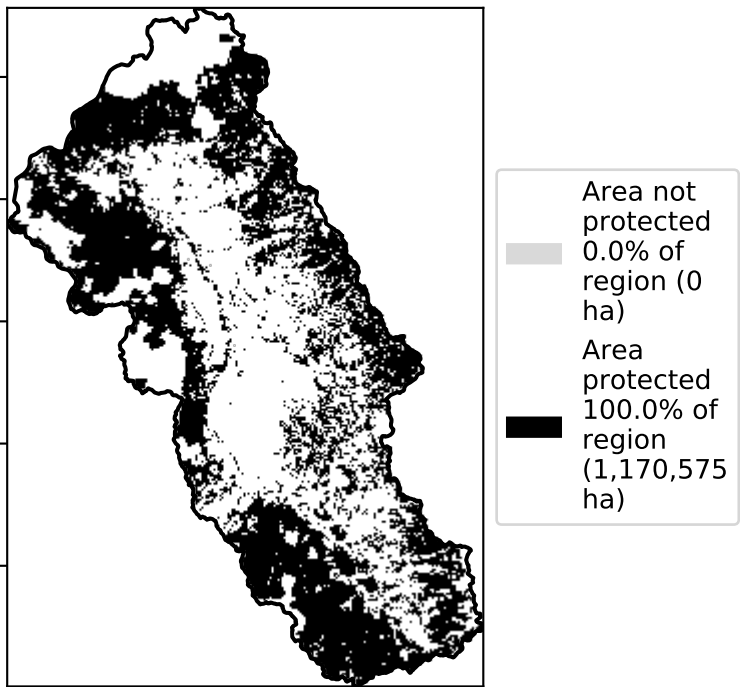 Area not
protected
0.0% of
region (0
ha)
Area
protected
100.0% of
region
(1,170,575
ha)